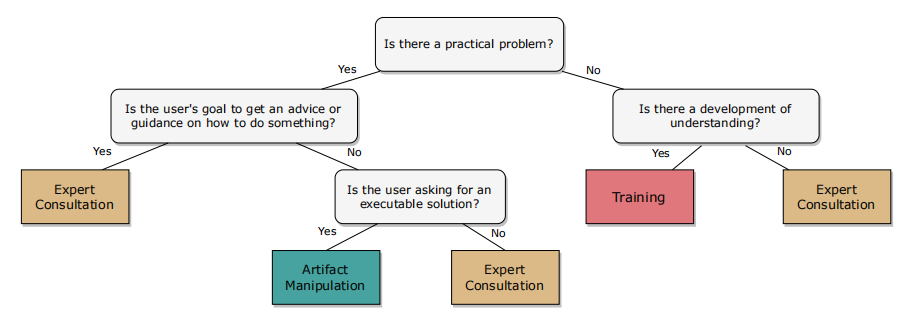 Is there a practical problem?
Yes
No
Is the user's goal to get an advice or
guidance on how to do something?
Is there a development of
understanding?
Yes
No
Yes
No
Expert
Consultation
Is the user asking for an
executable solution?
Training
Expert
Consultation
Yes
No
Artifact
Manipulation
Expert
Consultation